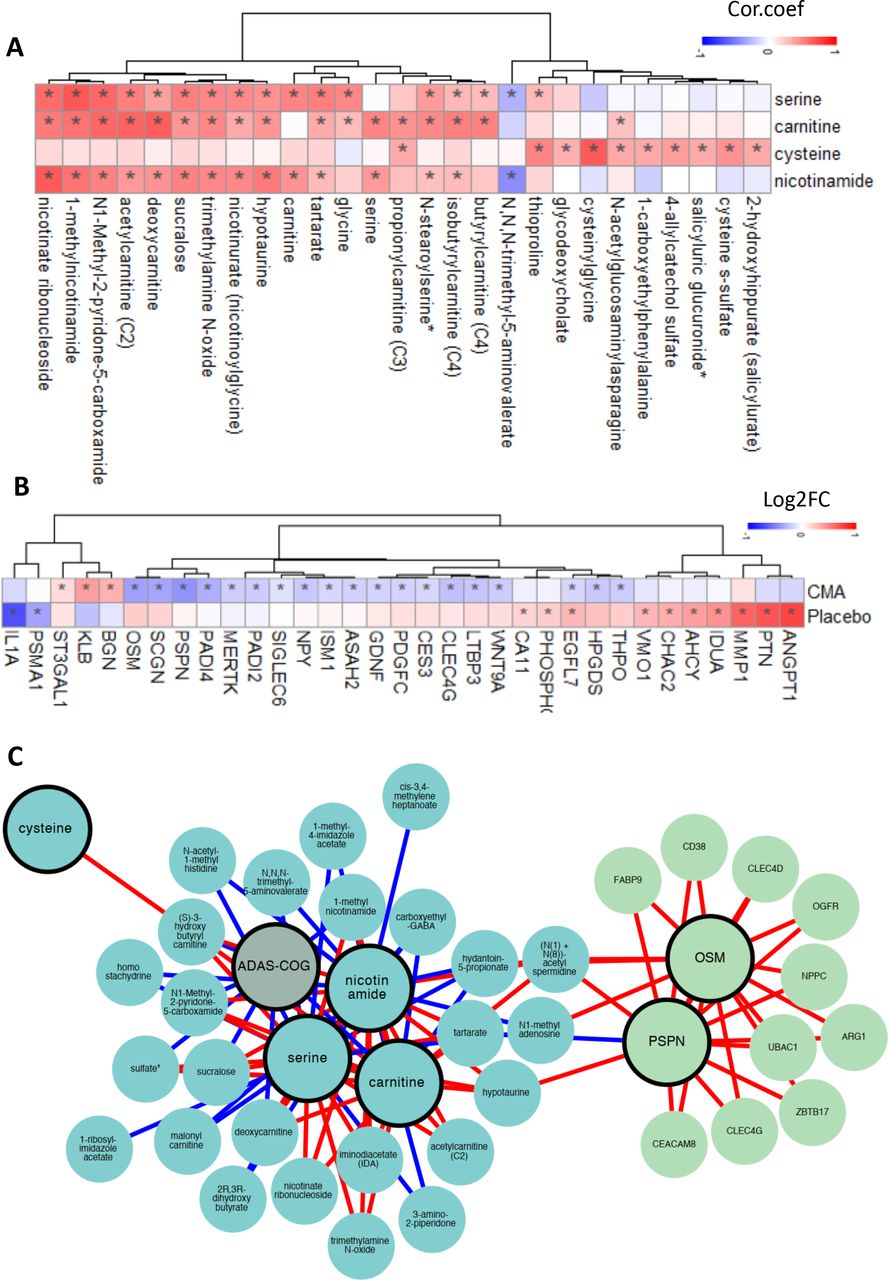 A
Cor.coef
-1
0
1
* * * * * * * * * * * * * * * * *
serine
* * * * * * * * * * * * * * * * *
carnitine
* * * * * * * * * * *
cysteine
* * * * * * * * * * * * * * * *
nicotinamide
nicotinate ribonucleoside
1-methylnicotinamide
N1-Methyl-2-pyridone-5-carboxamide
acetylcarnitine (C2)
deoxycarnitine
sucralose
trimethylamine N-oxide
nicotinurate (nicotinoylglycine)
hypotaurine
carnitine
tartarate
glycine
serine
propionylcarnitine (C3)
N-stearoylserine*
isobutyrylcarnitine (C4)
butyrylcarnitine (C4)
N,N,N-trimethyl-5-aminovalerate
thioproline
glycodeoxycholate
cysteinylglycine
N-acetylglucosaminylasparagine
1-carboxyethylphenylalanine
4-allylcatechol sulfate
salicyluric glucuronide*
cysteine s-sulfate
2-hydroxyhippurate (salicylurate)
B
Log2FC
-1
0
1
CMA
Placebo
IL1A
PSMA1
ST3GAL1
KLB
BGN
OSM
SCGN
PSPN
PADI4
MERTK
PADI2
SIGLEC6
NPY
ISM1
ASAH2
GDNF
PDGFC
CES3
CLEC4G
LTBP3
WNT9A
CA11
PHOSPH(
EGFL7
HPGDS
THPO
VMO1
CHAC2
AHCY
IDUA
MMP1
PTN
ANGPT1
C
cysteine
cis-3,4-
methylene
heptanoate
1-methyl-
4-imidazole
acetate
N-acetyl-
1-methyl
histidine
N,N,N-
trimethyl-
5-aminovalerate
1-methyl
nicotinamide
carboxyethyl
-GABA
(S)-3-
hydroxy
butyryl
carnitine
ADAS-COG
nicotin
amide
hydantoin-
5-propionate
(N(1) +
N(8))-
acetyl
spermidine
homo
stachydrine
N1-Methyl-
2-pyridone-
5-carboxamide
tartarate
N1-methyl
adenosine
serine
carnitine
sulfate*
sucralose
hypotaurine
1-ribosyl-
imidazole
acetate
malonyl
carnitine
deoxycarnitine
iminodiacetate
(IDA)
acetylcarnitine
(C2)
2R,3R-
dihydroxy
butyrate
nicotinate
ribonucleoside
trimethylamine
N-oxide
3-amino-
2-piperidone
CD38
FABP9
CLEC4D
OGFR
OSM
NPPC
PSPN
UBAC1
ARG1
ZBTB17
CLEC4G
CEACAM8